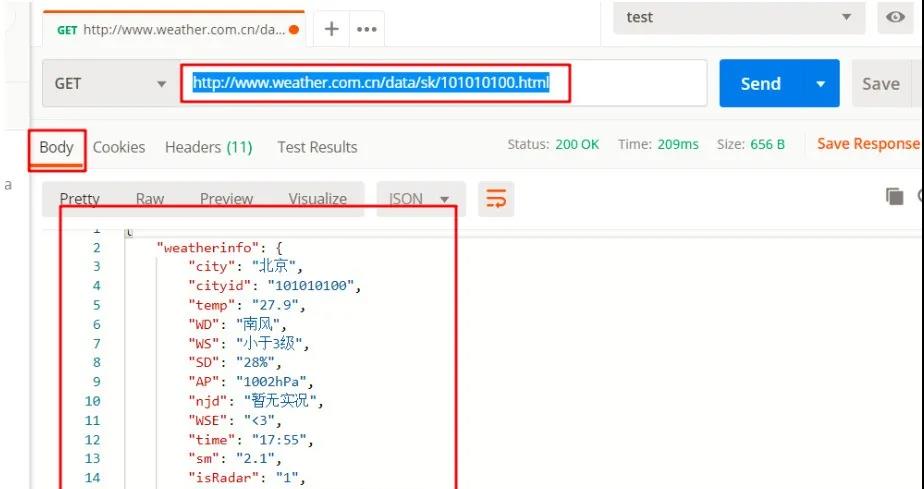 GET http://www.weather.com.cn/da... + ••• test
GET http://www.weather.com.cn/data/sk/101010100.html Send Save
Body Cookies Headers (11) Test Results Status: 200 OK Time: 209ms Size: 656 B Save Response
a
Pretty Raw Preview Visualize JSON
1 {
2 "weatherinfo": {
3 "city": "北京",
4 "cityid": "101010100",
5 "temp": "27.9",
6 "WD": "南风",
7 "WS": "小于3级",
8 "SD": "28%",
9 "AP": "1002hPa",
10 "njd": "暂无实况",
11 "WSE": "<3",
12 "time": "17:55",
13 "sm": "2.1",
14 "isRadar": "1",